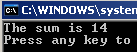 C:\WINDOWS\system
The sum is 14
Press any key to